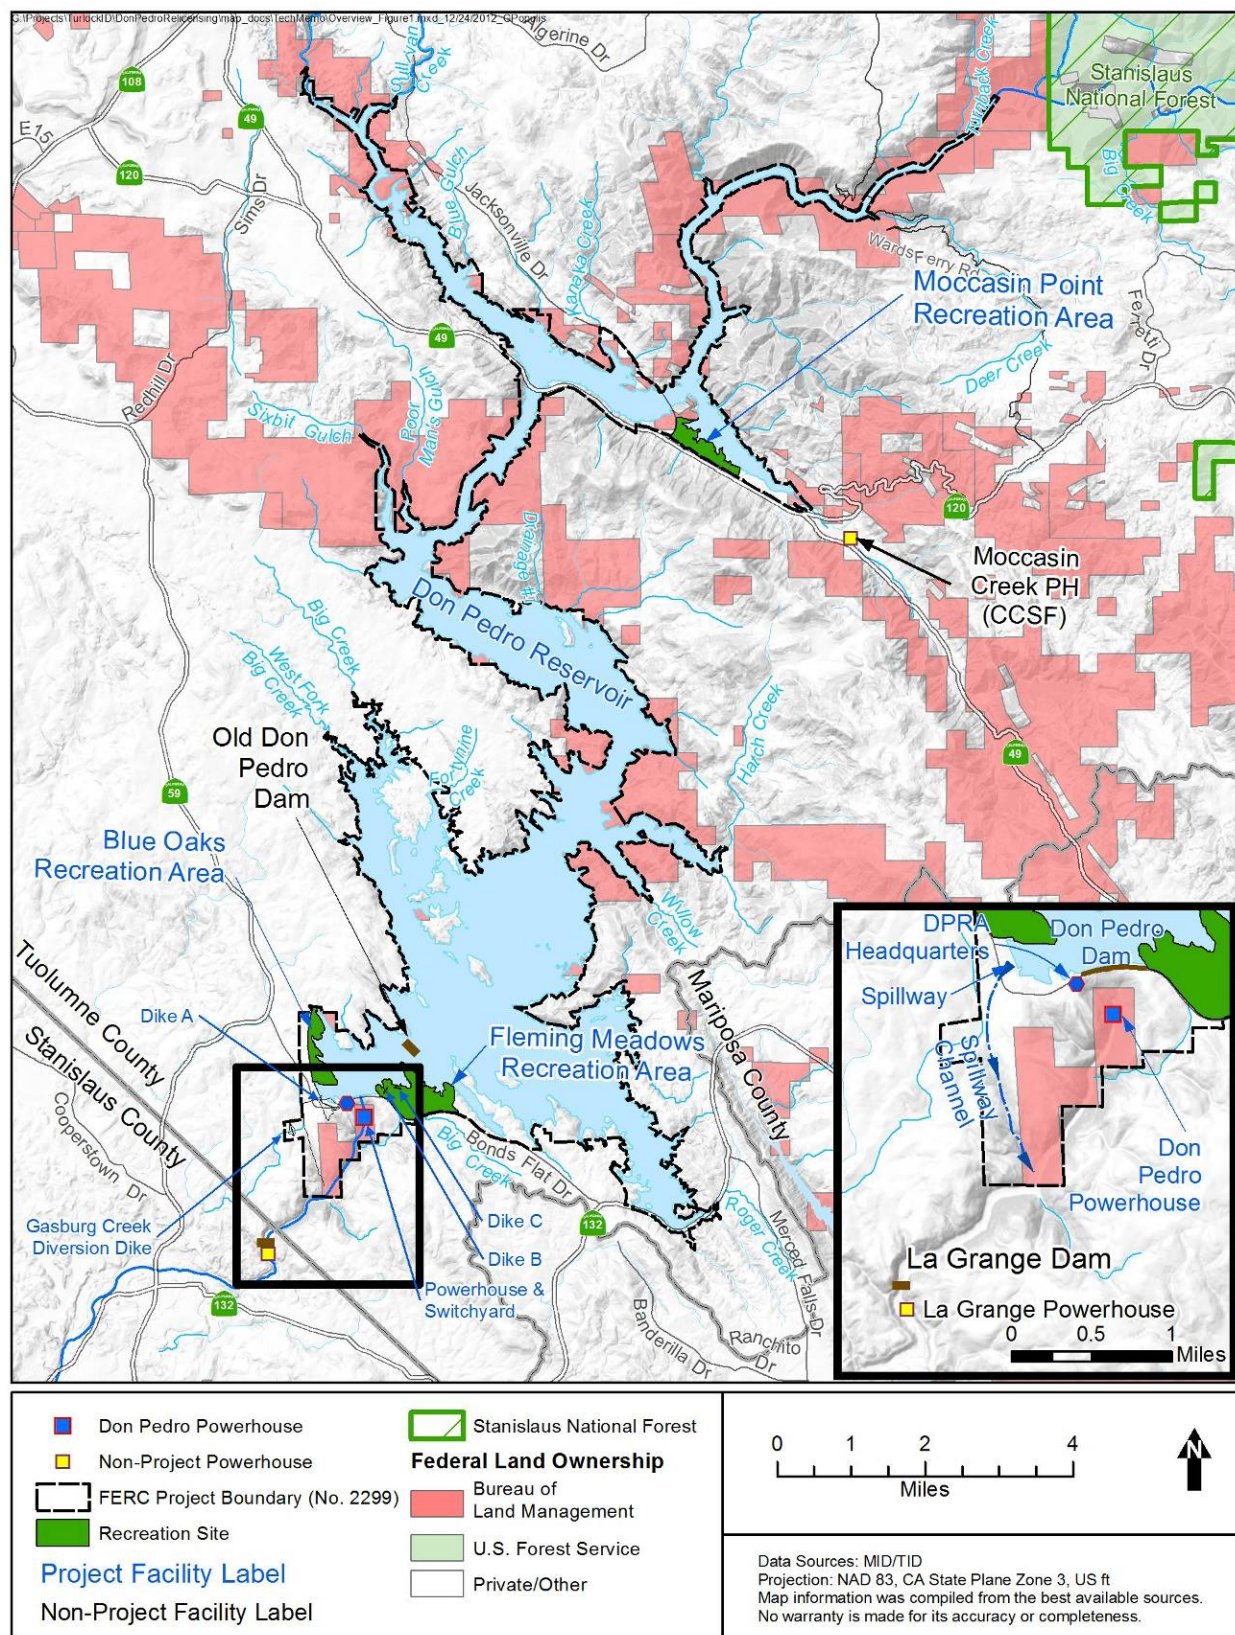 G:\Projects\TurlockID\DonPedroRelicensing\map_docs\TechMemo\Overview_Figure1.mxd_12/24/2012_GPopolis
Algerine Dr
Sullivan
Creek
Turnback Creek
Stanislaus
National Forest
108
49
E15
120
Sims Dr
Blue Gulch
Jacksonville Dr
Kanaka Creek
Big
Creek
Wards Ferry Rd
Moccasin Point
Recreation Area
Ferretti Dr
49
Deer Creek
Redhill Dr
Sixbit Gulch
Poor
Man's Gulch
120
Drainage #1
Moccasin
Creek PH
(CCSF)
Don Pedro Reservoir
Big Creek
West Fork
Big Creek
Hatch Creek
Old Don
Pedro
Dam
Fortynine
Creek
49
59
Blue Oaks
Recreation Area
Willow
Creek
Tuolumne County
Stanislaus County
Mariposa County
Dike A
Fleming Meadows
Recreation Area
Cooperstown Dr
Big
Creek
Bonds Flat Dr
Gasburg Creek
Diversion Dike
Dike C
Dike B
Powerhouse &
Switchyard
132
132
Roger Creek
Merced Falls Dr
Banderilla Dr
Ranchito
Dr
DPRA
Headquarters
Don Pedro
Dam
Spillway
Spillway
Channel
Don
Pedro
Powerhouse
La Grange Dam
La Grange Powerhouse
0 0.5 1
Miles
Don Pedro Powerhouse
Non-Project Powerhouse
FERC Project Boundary (No. 2299)
Recreation Site
Project Facility Label
Non-Project Facility Label
Stanislaus National Forest
Federal Land Ownership
Bureau of
Land Management
U.S. Forest Service
Private/Other
0 1 2 4
Miles
N
Data Sources: MID/TID
Projection: NAD 83, CA State Plane Zone 3, US ft
Map information was compiled from the best available sources.
No warranty is made for its accuracy or completeness.